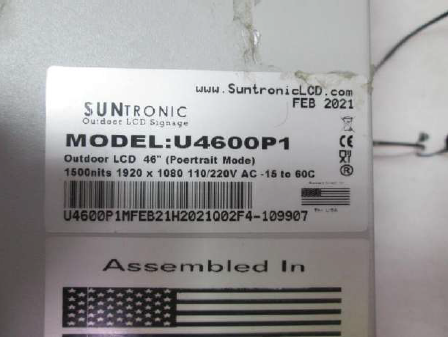 www.SuntronicLCD.com
FEB 2021
SUNTRONIC
Outdoor LCD Signage
MODEL:U4600P1
Outdoor LCD 46" (Poertrait Mode)
1500nits 1920 x 1080 110/220V AC -15 to 60C
U4600P1MFEB21H2021Q02F4-109907
Assembled In